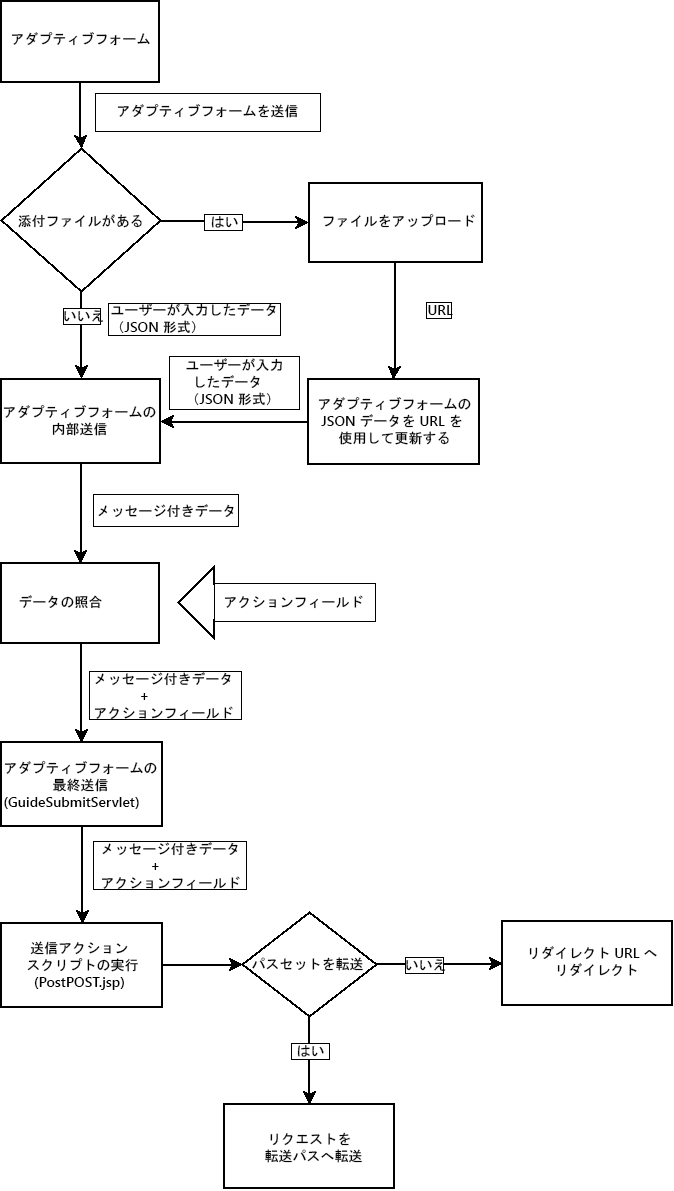 アダプティブフォーム
アダプティブフォームを送信
添付ファイルがある
はい
ファイルをアップロード
いいえ
ユーザーが入力したデータ
（JSON 形式）
URL
ユーザーが入力
したデータ
（JSON 形式）
アダプティブフォームの
内部送信
アダプティブフォームの
JSON データを URL を
使用して更新する
メッセージ付きデータ
データの照合
アクションフィールド
メッセージ付きデータ
+
アクションフィールド
アダプティブフォームの
最終送信
(GuideSubmitServlet)
メッセージ付きデータ
+
アクションフィールド
送信アクション
スクリプトの実行
(PostPOST.jsp)
パスセットを転送
いいえ
リダイレクト URL へ
リダイレクト
はい
リクエストを
転送パスへ転送